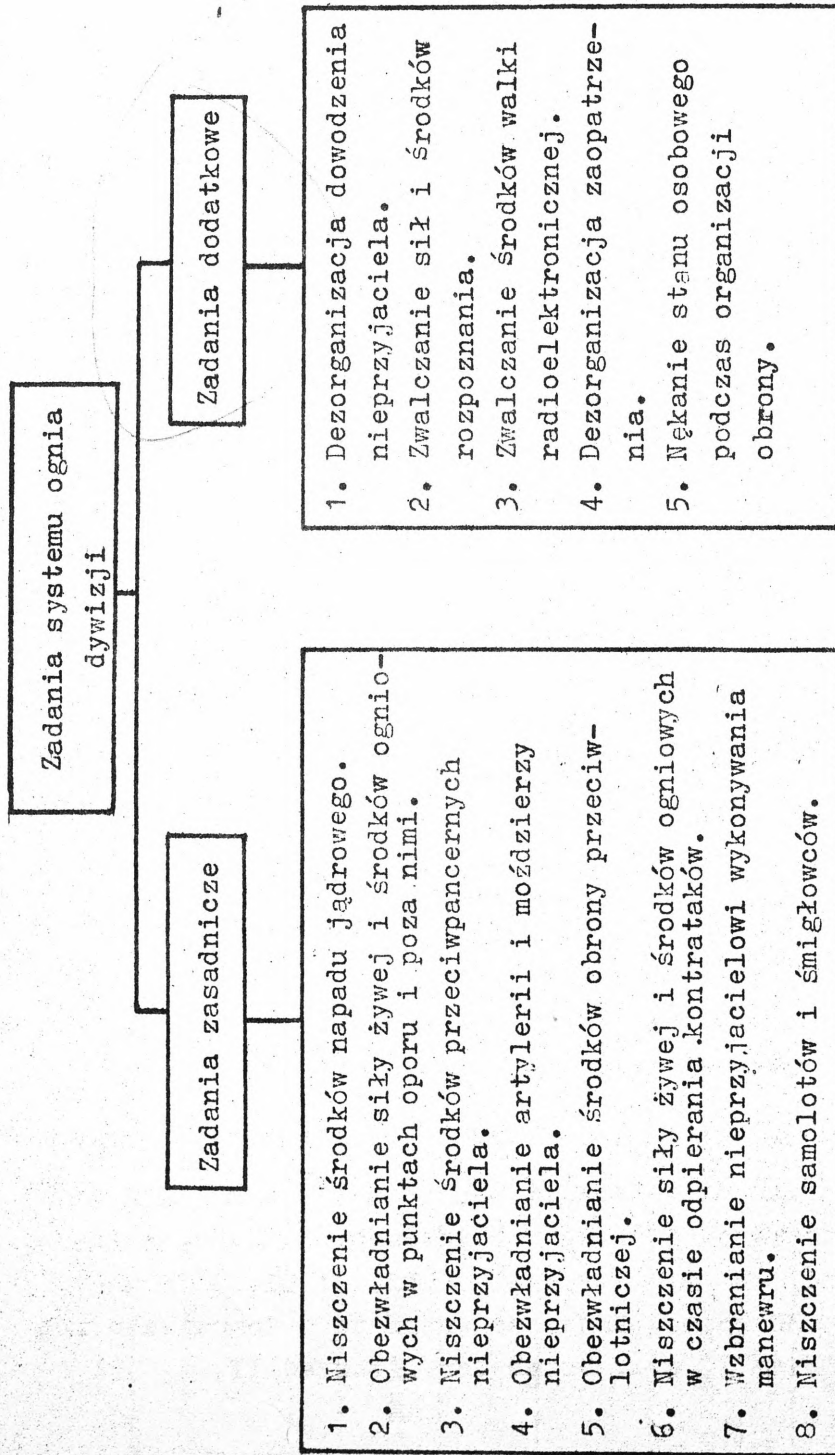 Zadania systemu ognia
dywizji
Zadania zasadnicze
1. Niszczenie środków napadu jądrowego.
2. Obezwładnianie siły żywej i środków ognio-
wych w punktach oporu i poza nimi.
3. Niszczenie środków przeciwpancernych
nieprzyjaciela.
4. Obezwładnianie artylerii i moździerzy
nieprzyjaciela.
5. Obezwładnianie środków obrony przeciw-
lotniczej.
6. Niszczenie siły żywej i środków ogniowych
w czasie odpierania kontrataków.
7. Wzbranianie nieprzyjacielowi wykonywania
manewru.
8. Niszczenie samolotów i śmigłowców.
Zadania dodatkowe
1. Dezorganizacja dowodzenia
nieprzyjaciela.
2. Zwalczanie sił i środków
rozpoznania.
3. Zwalczanie środków walki
radioelektronicznej.
4. Dezorganizacja zaopatrze-
nia.
5. Nękanie stanu osobowego
podczas organizacji
obrony.